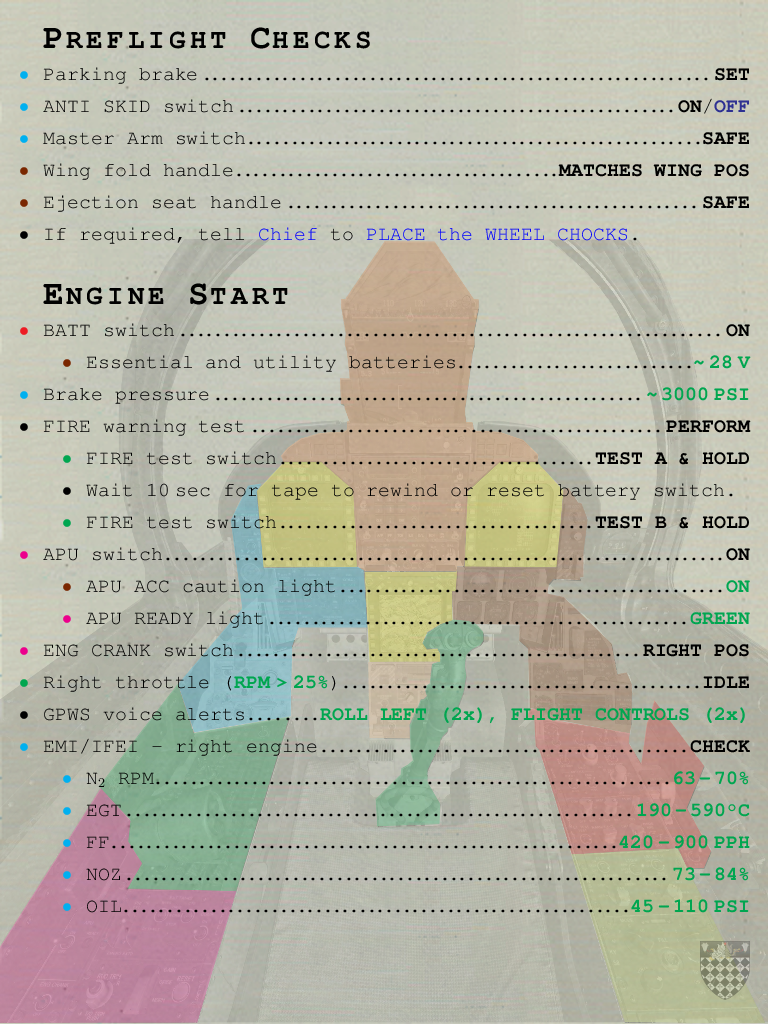 PREFLIGHT CHECKS
• Parking brake........................................................SET
• ANTI SKID switch.....................................................ON/OFF
• Master Arm switch....................................................SAFE
• Wing fold handle.....................................................MATCHES WING POS
• Ejection seat handle.................................................SAFE
• If required, tell Chief to PLACE the WHEEL CHOCKS.
ENGINE START
• BATT switch..........................................................ON
• Essential and utility batteries......................................~28 V
• Brake pressure.......................................................~3000 PSI
• FIRE warning test....................................................PERFORM
• FIRE test switch.....................................................TEST A & HOLD
• Wait 10 sec for tape to rewind or reset battery switch.
• FIRE test switch.....................................................TEST B & HOLD
• APU switch...........................................................ON
• APU ACC caution light................................................ON
• APU READY light......................................................GREEN
• ENG CRANK switch.....................................................RIGHT POS
• Right throttle (RPM > 25%)...........................................IDLE
• GPWS voice alerts........ROLL LEFT (2x), FLIGHT CONTROLS (2x)
• EMI/IFEI – right engine..............................................CHECK
• N₂ RPM...............................................................63–70%
• EGT..................................................................190–590°C
• FF...................................................................420–900 PPH
• NOZ..................................................................73–84%
• OIL..................................................................45–110 PSI